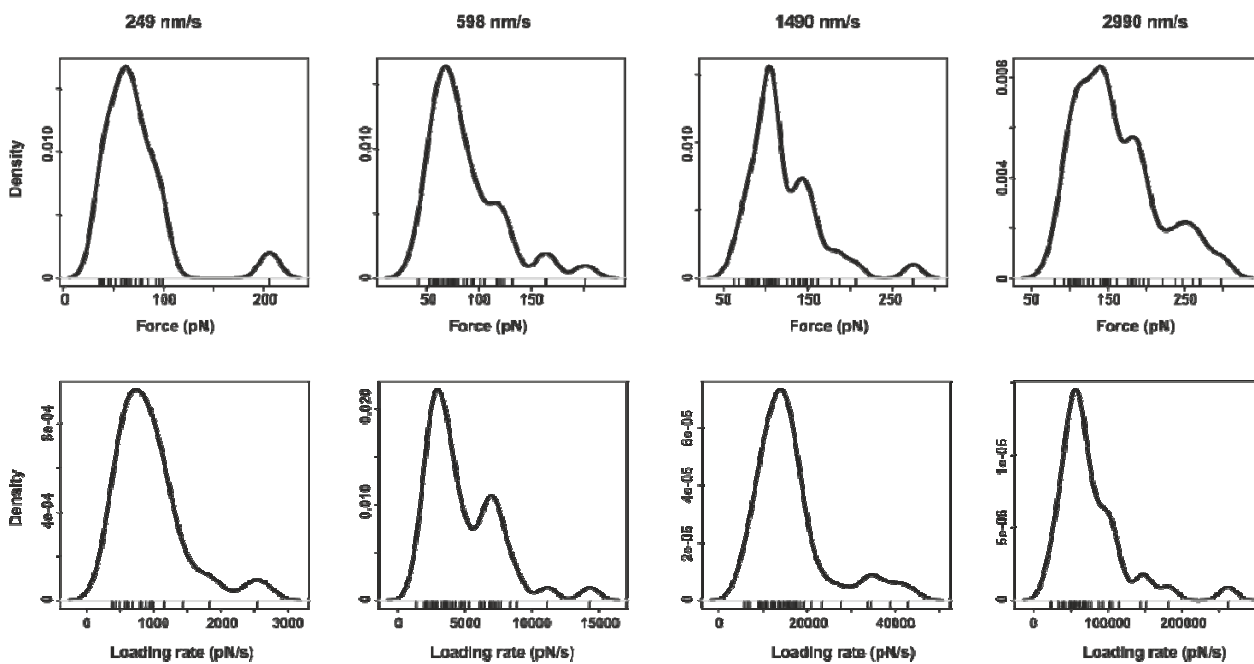 249 nm/s 598 nm/s 1490 nm/s 2990 nm/s
Density
0.010
0
0 100 200
Force (pN)
0.010
0
50 100 150
Force (pN)
0.010
0
50 100 150 200 250
Force (pN)
0.008
0.004
0
50 150 250
Force (pN)
Density
8e-04
4e-04
0
0 1000 2000 3000
Loading rate (pN/s)
0.020
0.010
0
0 5000 10000 15000
Loading rate (pN/s)
6e-05
4e-05
2e-05
0
0 20000 40000
Loading rate (pN/s)
1e-05
5e-06
0
0 100000 200000
Loading rate (pN/s)